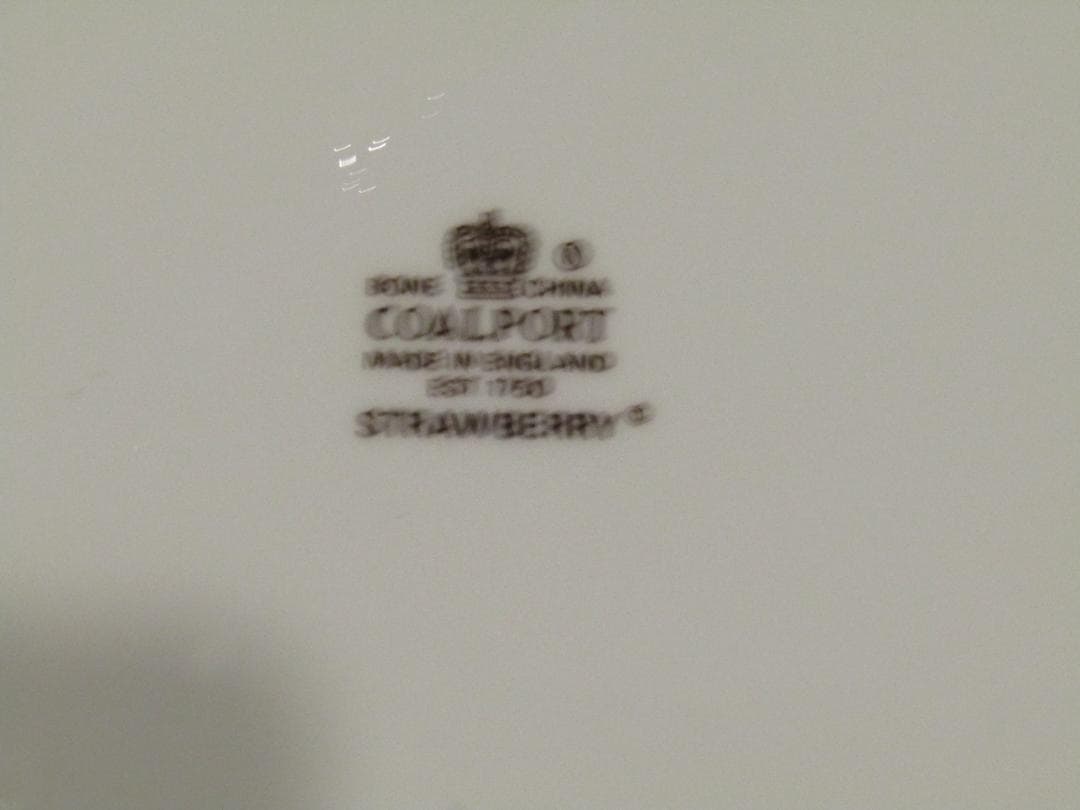 BONE CHINA
COALPORT
MADE IN ENGLAND
EST 1750
STRAWBERRY ©